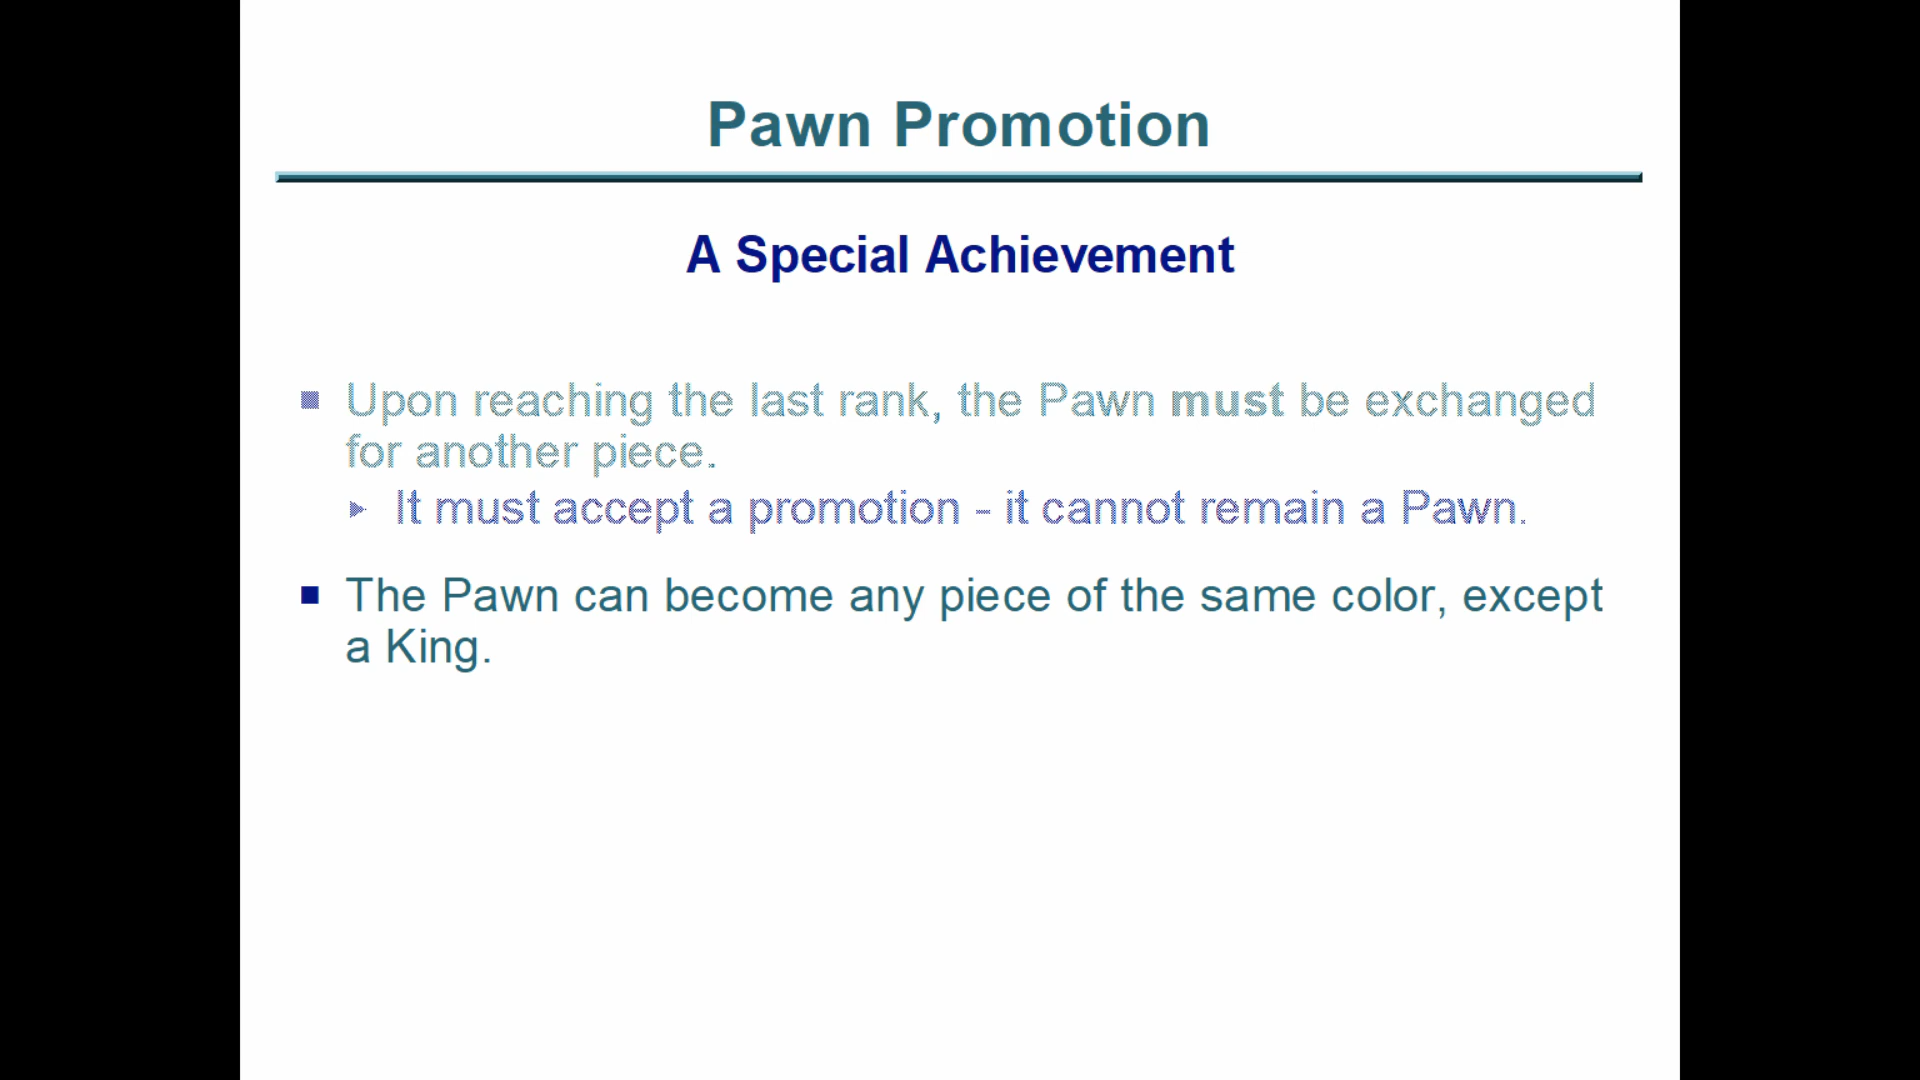 Pawn Promotion
A Special Achievement
Upon reaching the last rank, the Pawn must be exchanged
for another piece.
It must accept a promotion - it cannot remain a Pawn.
The Pawn can become any piece of the same color, except
a King.